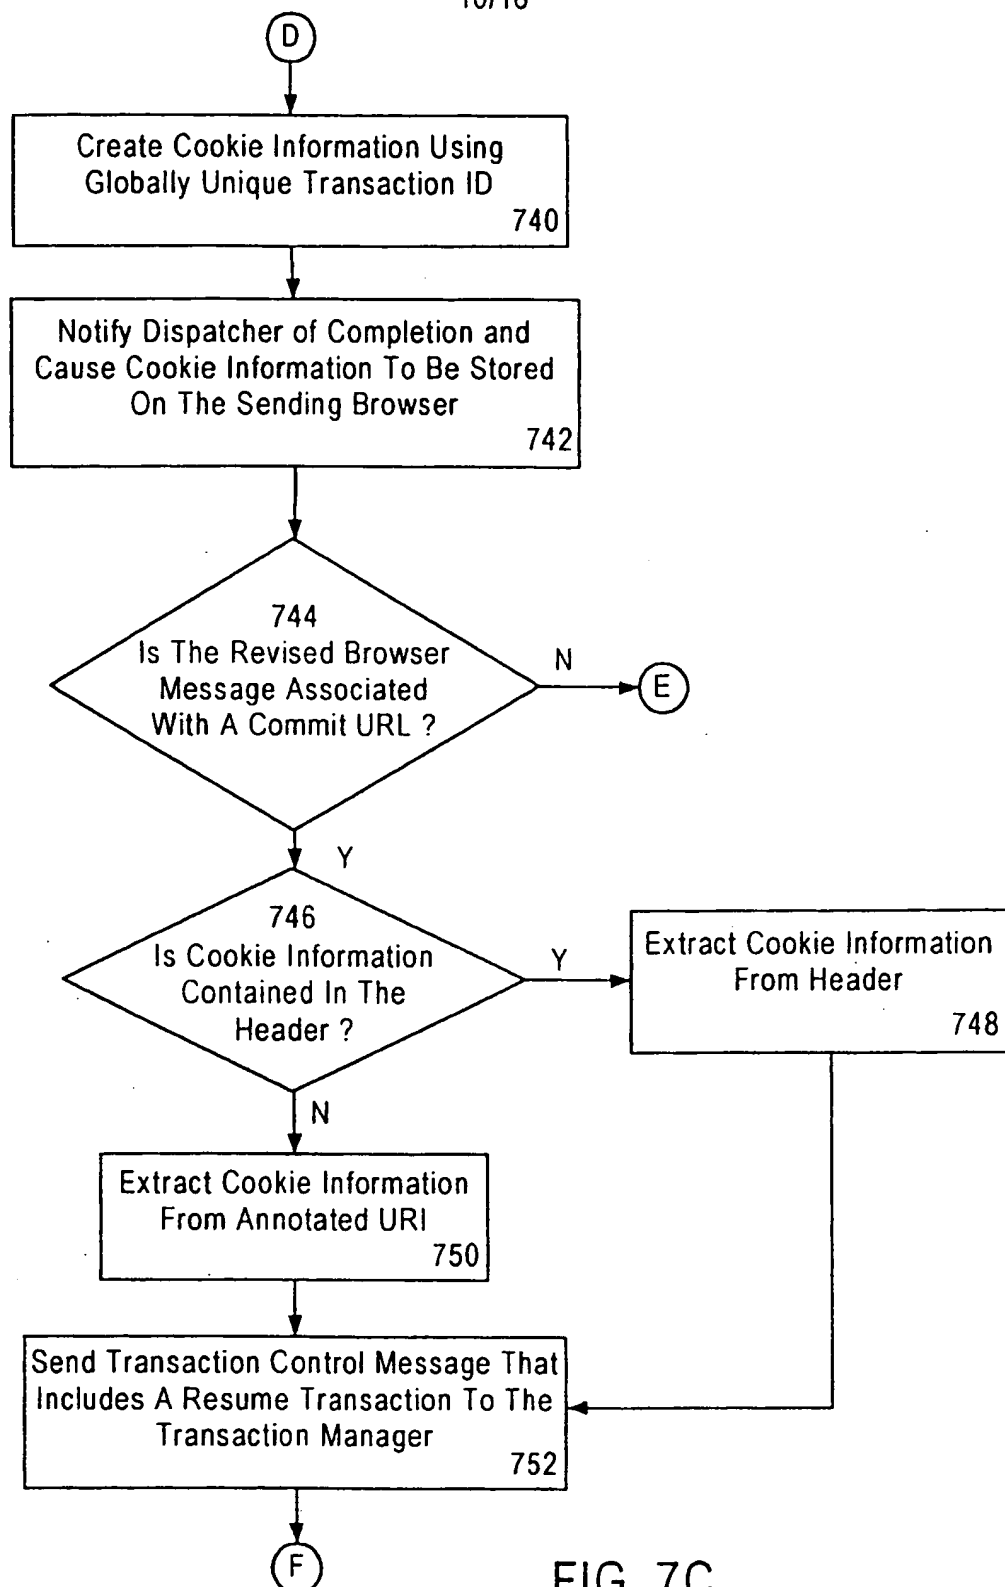 10/16
D
Create Cookie Information Using
Globally Unique Transaction ID
740
Notify Dispatcher of Completion and
Cause Cookie Information To Be Stored
On The Sending Browser
742
744
Is The Revised Browser
Message Associated
With A Commit URL ?
N
E
Y
746
Is Cookie Information
Contained In The
Header ?
Y
Extract Cookie Information
From Header
748
N
Extract Cookie Information
From Annotated URI
750
Send Transaction Control Message That
Includes A Resume Transaction To The
Transaction Manager
752
F
FIG. 7C